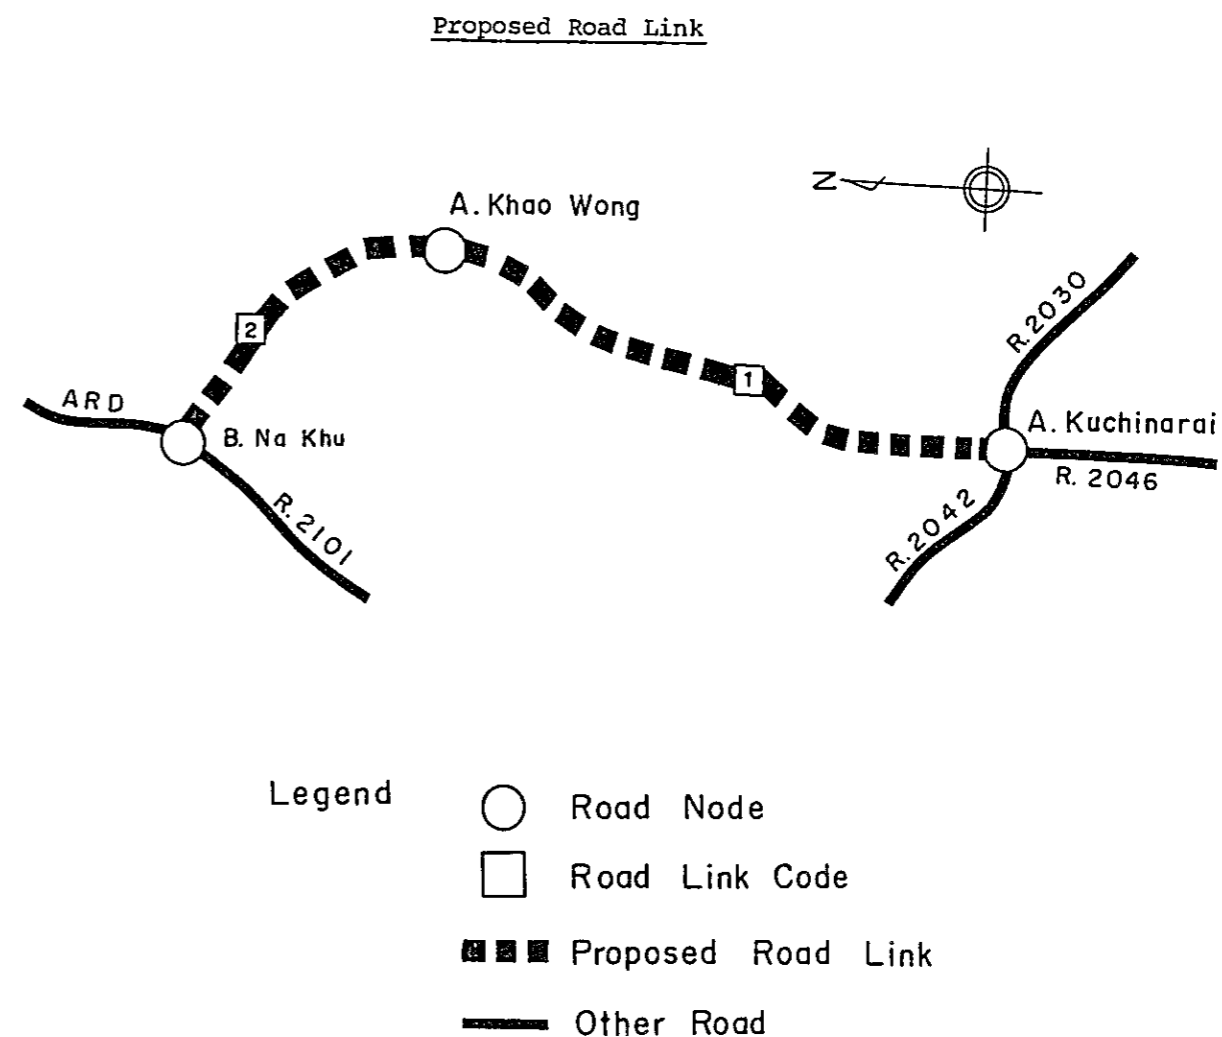 Proposed Road Link
N
A. Khao Wong
R. 2030
2
1
ARD
B. Na Khu
A. Kuchinarai
R. 2046
R. 2101
R. 2042
Legend
Road Node
Road Link Code
Proposed Road Link
Other Road